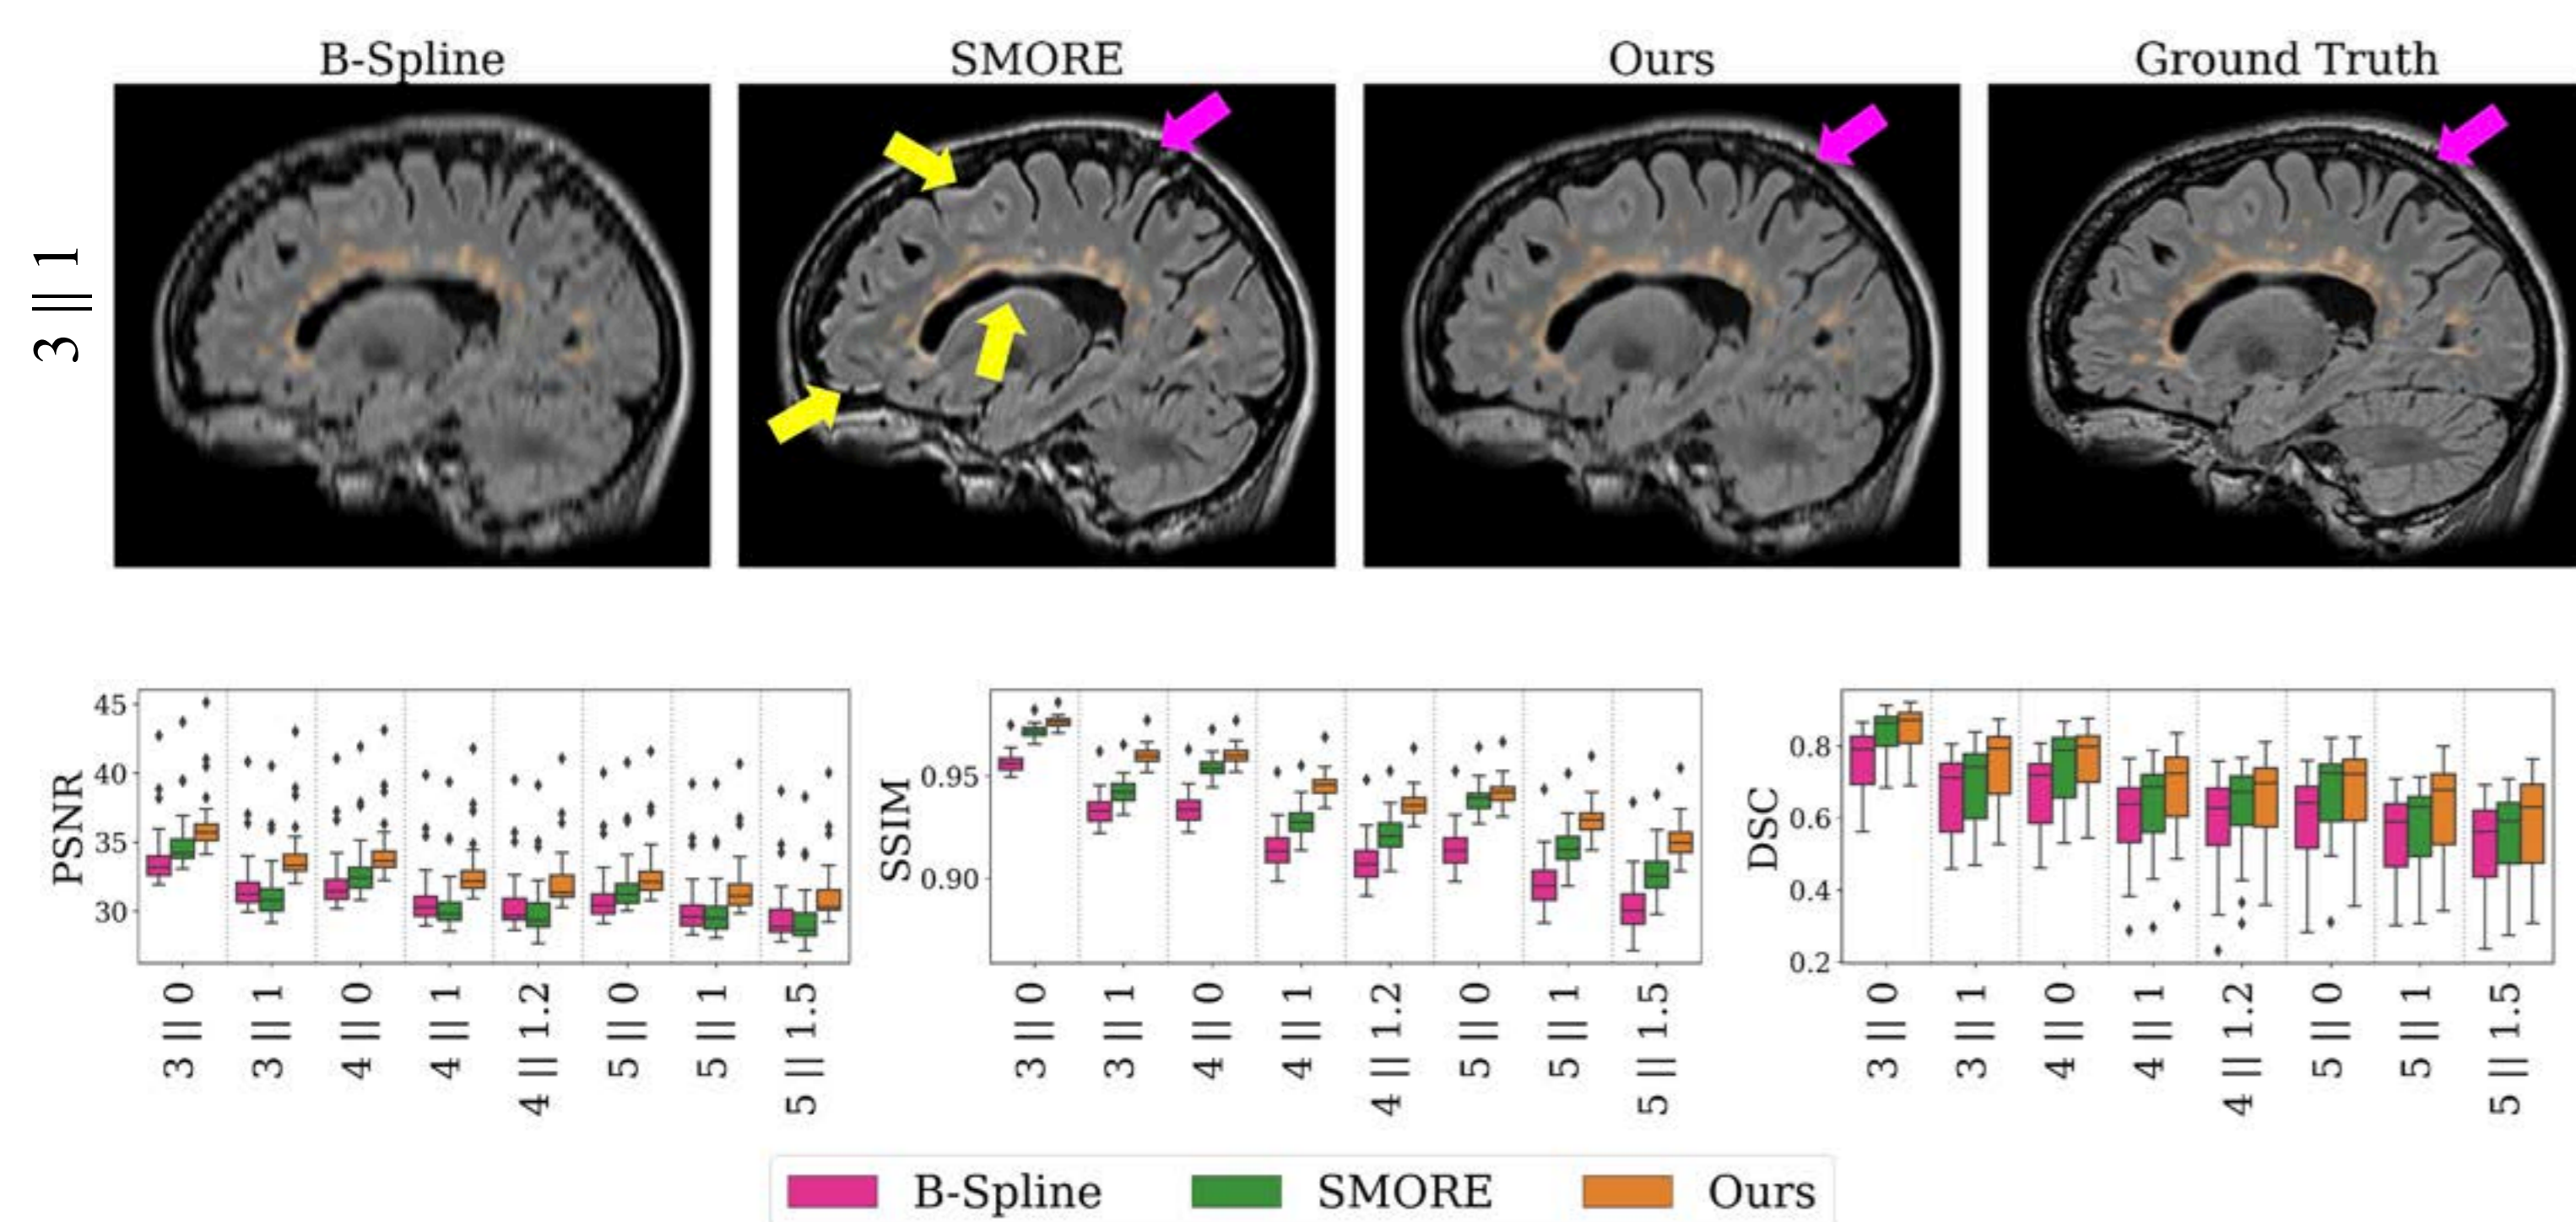 B-Spline SMORE Ours Ground Truth
3 || 1
PSNR
45
40
35
30
3 || 0 3 || 1 4 || 0 4 || 1 4 || 1.2 5 || 0 5 || 1 5 || 1.5
SSIM
0.95
0.90
3 || 0 3 || 1 4 || 0 4 || 1 4 || 1.2 5 || 0 5 || 1 5 || 1.5
DSC
0.8
0.6
0.4
0.2
3 || 0 3 || 1 4 || 0 4 || 1 4 || 1.2 5 || 0 5 || 1 5 || 1.5
B-Spline SMORE Ours